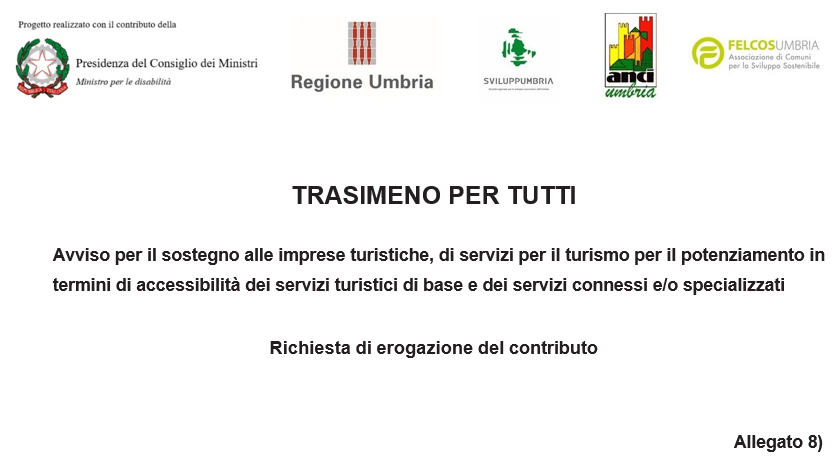 Progetto realizzato con il contributo della
Presidenza del Consiglio dei Ministri
Ministro per le disabilità
Regione Umbria
SVILUPPUMBRIA
anci
umbria
FELCOSUMBRIA
Associazione di Comuni
per lo Sviluppo Sostenibile
TRASIMENO PER TUTTI
Avviso per il sostegno alle imprese turistiche, di servizi per il turismo per il potenziamento in
termini di accessibilità dei servizi turistici di base e dei servizi connessi e/o specializzati
Richiesta di erogazione del contributo
Allegato 8)